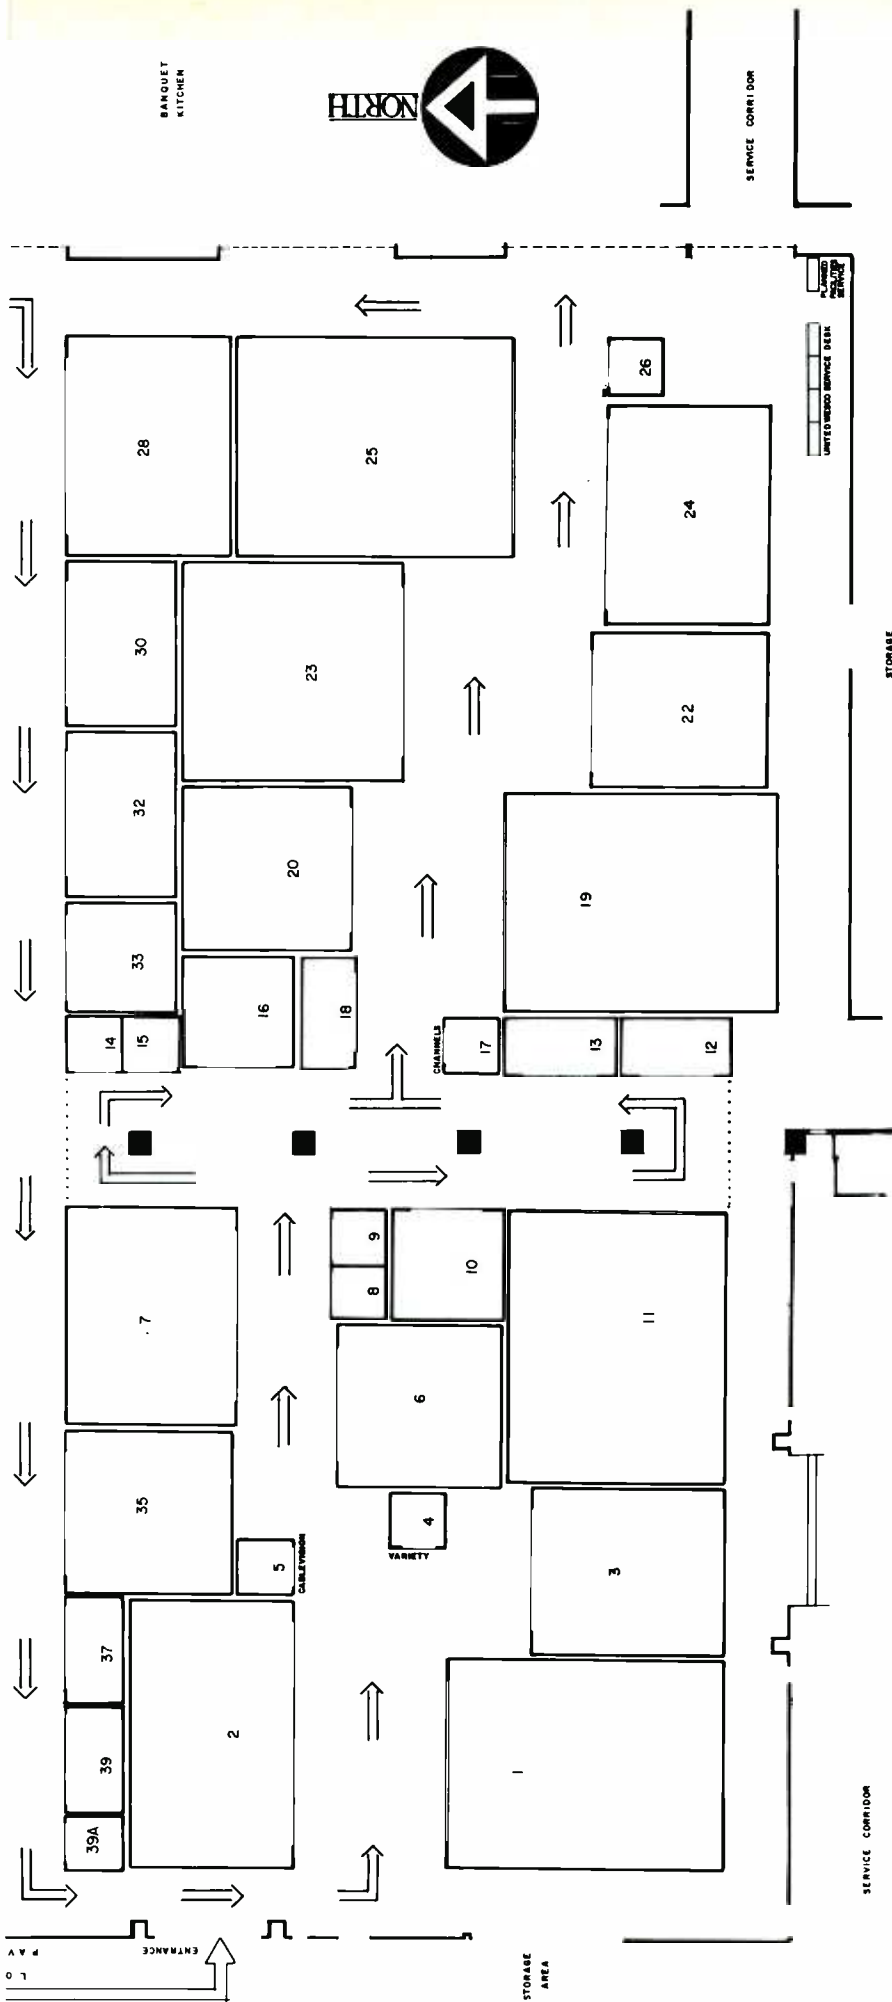 BANQUET
KITCHEN
NORTH
SERVICE CORRIDOR
PLANNED
FACILITIES
SERVICE
UNITED WESCO SERVICE DESK
26
28
25
24
30
23
22
STORAGE
32
20
19
33
16
18
14
15
CHANNELS
17
13
12
9
8
10
7
11
6
35
4
VARIETY
5
CABLEVISION
3
37
39
39A
2
1
SERVICE CORRIDOR
ENTRANCE
STORAGE
AREA
P A V
L O